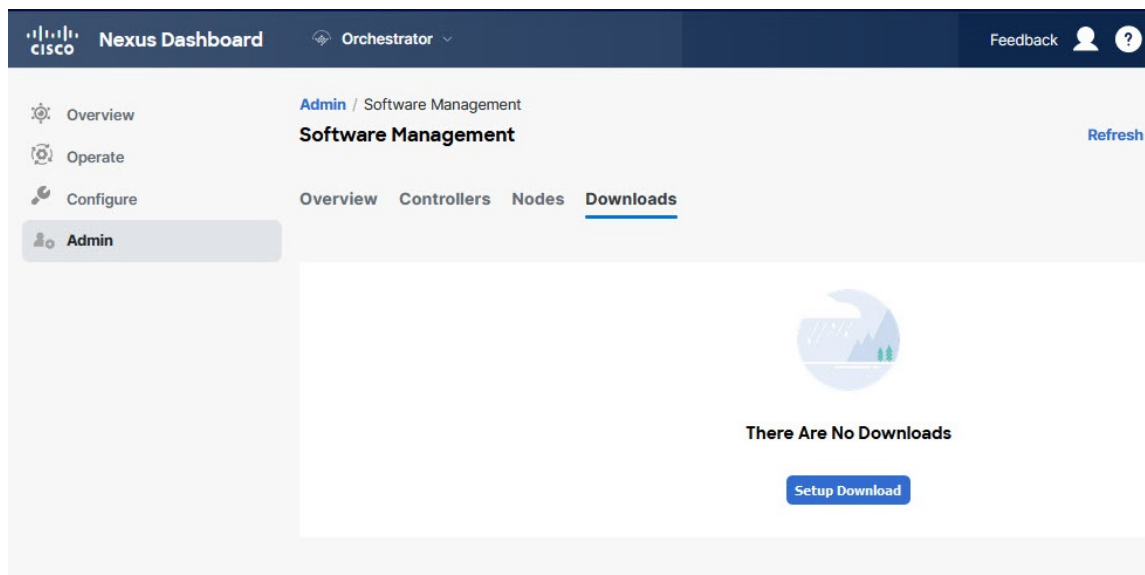 CISCO Nexus Dashboard Orchestrator Feedback ?
Overview
Operate
Configure
Admin
Admin / Software Management
Software Management
Refresh
Overview Controllers Nodes Downloads
There Are No Downloads
Setup Download